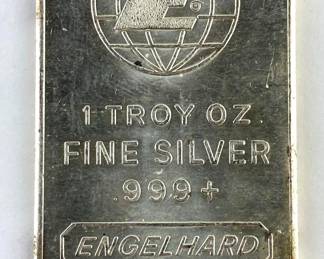 E
1 TROY OZ.
FINE SILVER
.999+
ENGELHARD